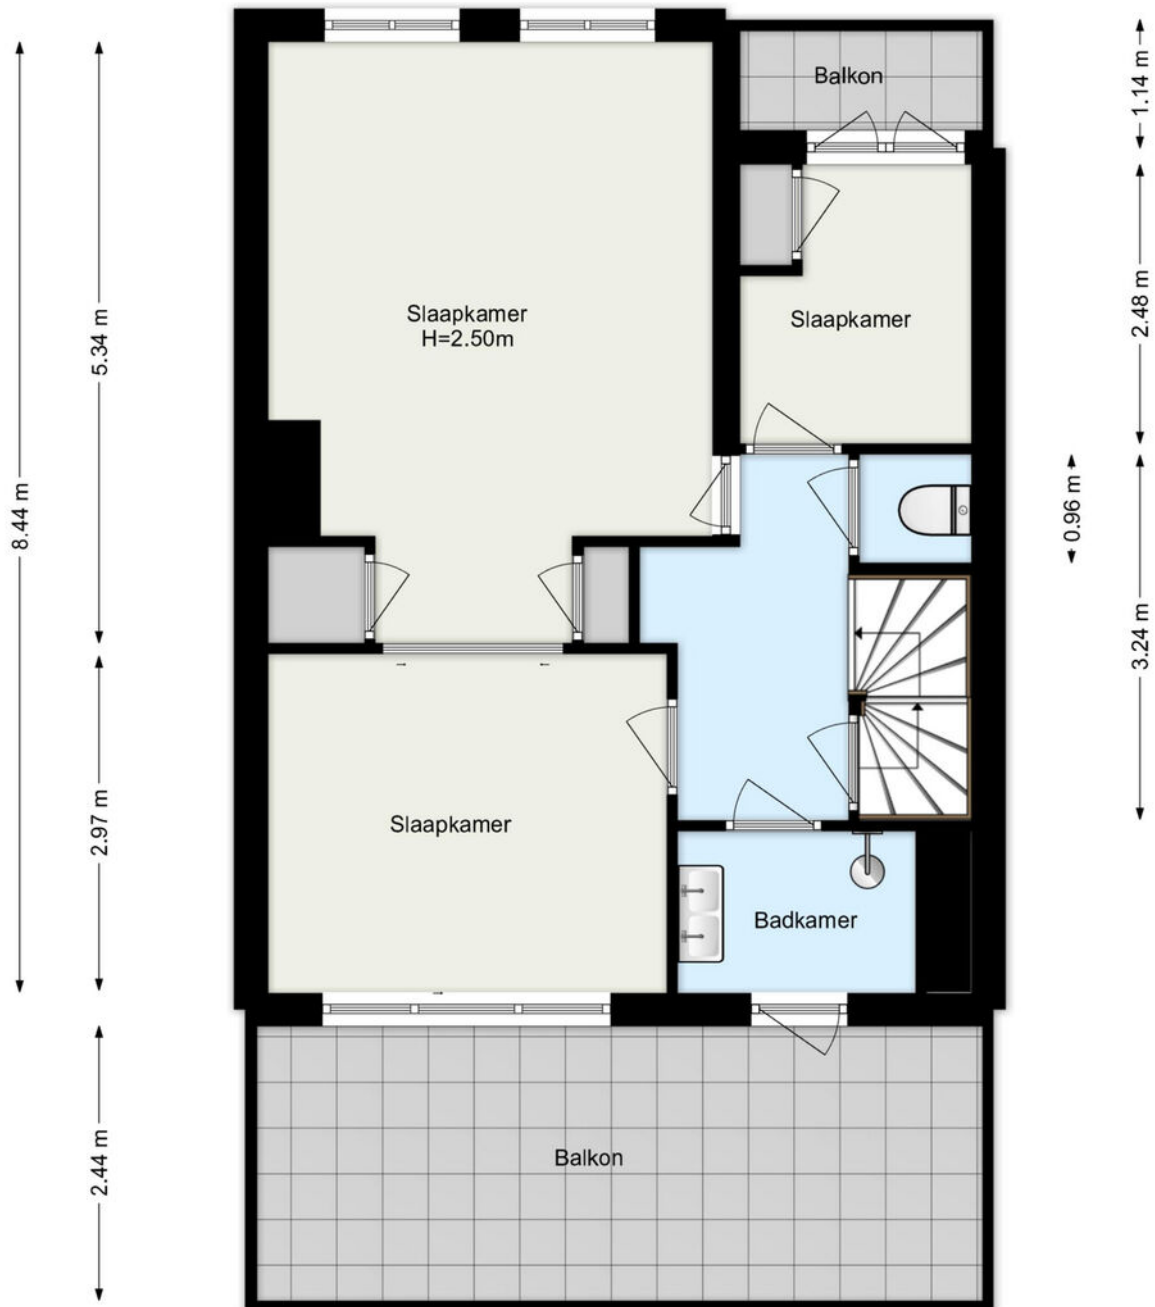 Balkon
1.14 m
Slaapkamer
H=2.50m
Slaapkamer
2.48 m
5.34 m
8.44 m
0.96 m
3.24 m
Slaapkamer
2.97 m
Badkamer
Balkon
2.44 m